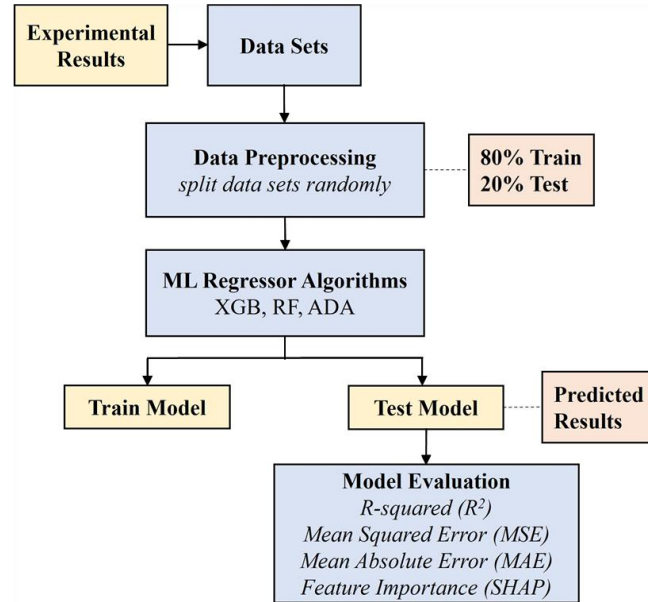 Experimental
Results
Data Sets
Data Preprocessing
split data sets randomly
80% Train
20% Test
ML Regressor Algorithms
XGB, RF, ADA
Train Model
Test Model
Predicted
Results
Model Evaluation
R-squared (R²)
Mean Squared Error (MSE)
Mean Absolute Error (MAE)
Feature Importance (SHAP)